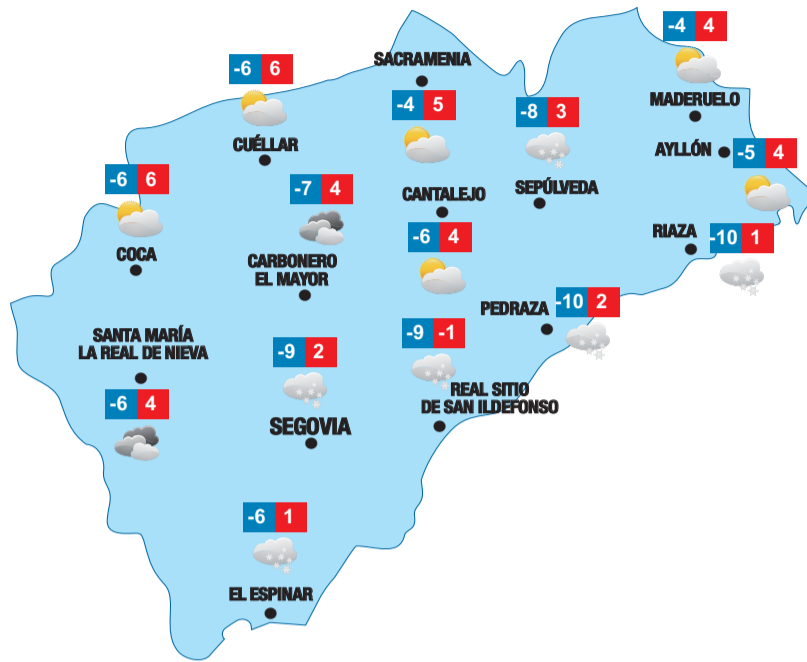 -4 4
MADERUELO
SACRAMENIA
-4 5
-6 6
CUÉLLAR
-8 3
SEPÚLVEDA
AYLLÓN
-5 4
-6 6
COCA
-7 4
CARBONERO
EL MAYOR
CANTALEJO
-6 4
RIAZA
-10 1
PEDRAZA
-10 2
SANTA MARÍA
LA REAL DE NIEVA
-6 4
-9 2
SEGOVIA
-9 -1
REAL SITIO
DE SAN ILDEFONSO
-6 1
EL ESPINAR